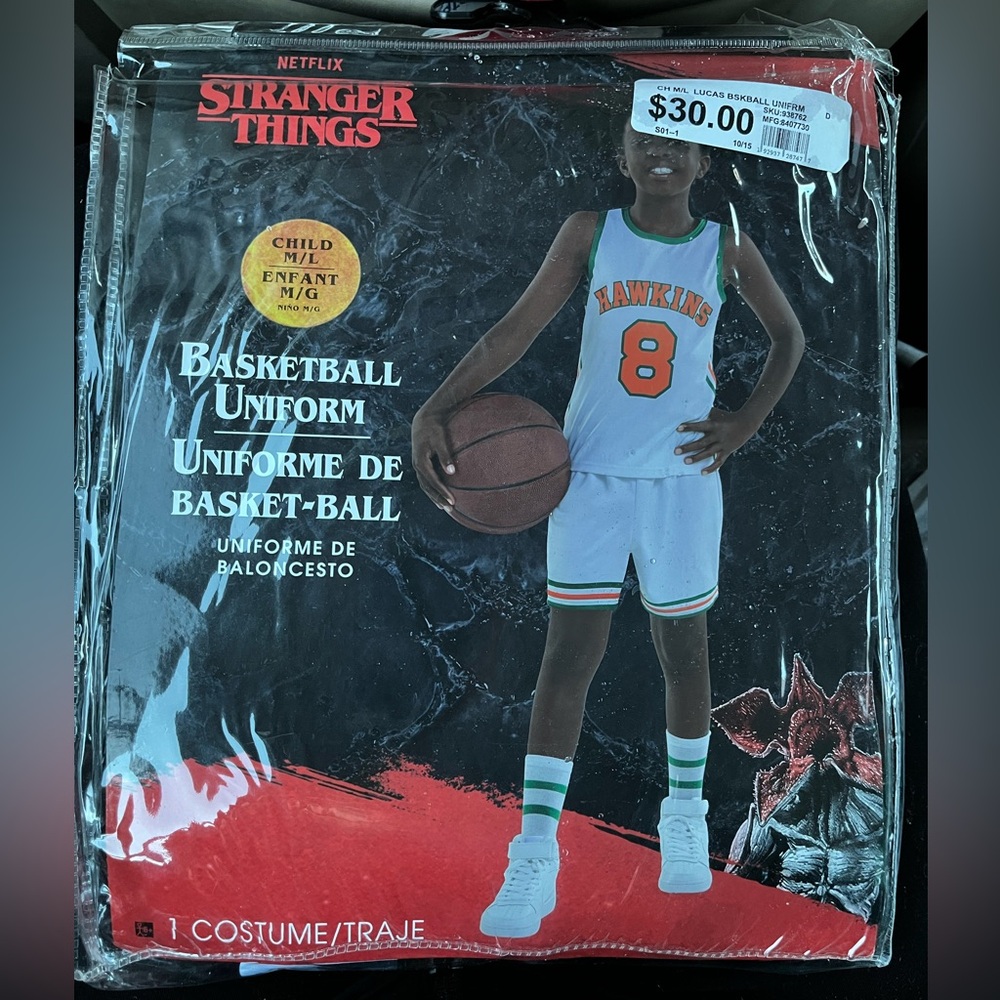 NETFLIX
STRANGER
THINGS
CH M/L LUCAS BSKBALL UNIFRM
D
$30.00
SKU:938762
MFG:8407730
S01--1
10/15
CHILD
M/L
ENFANT
M/G
NIÑO M/G
BASKETBALL
UNIFORM
UNIFORME DE
BASKET-BALL
UNIFORME DE
BALONCESTO
HAWKINS
8
1 COSTUME/TRAJE